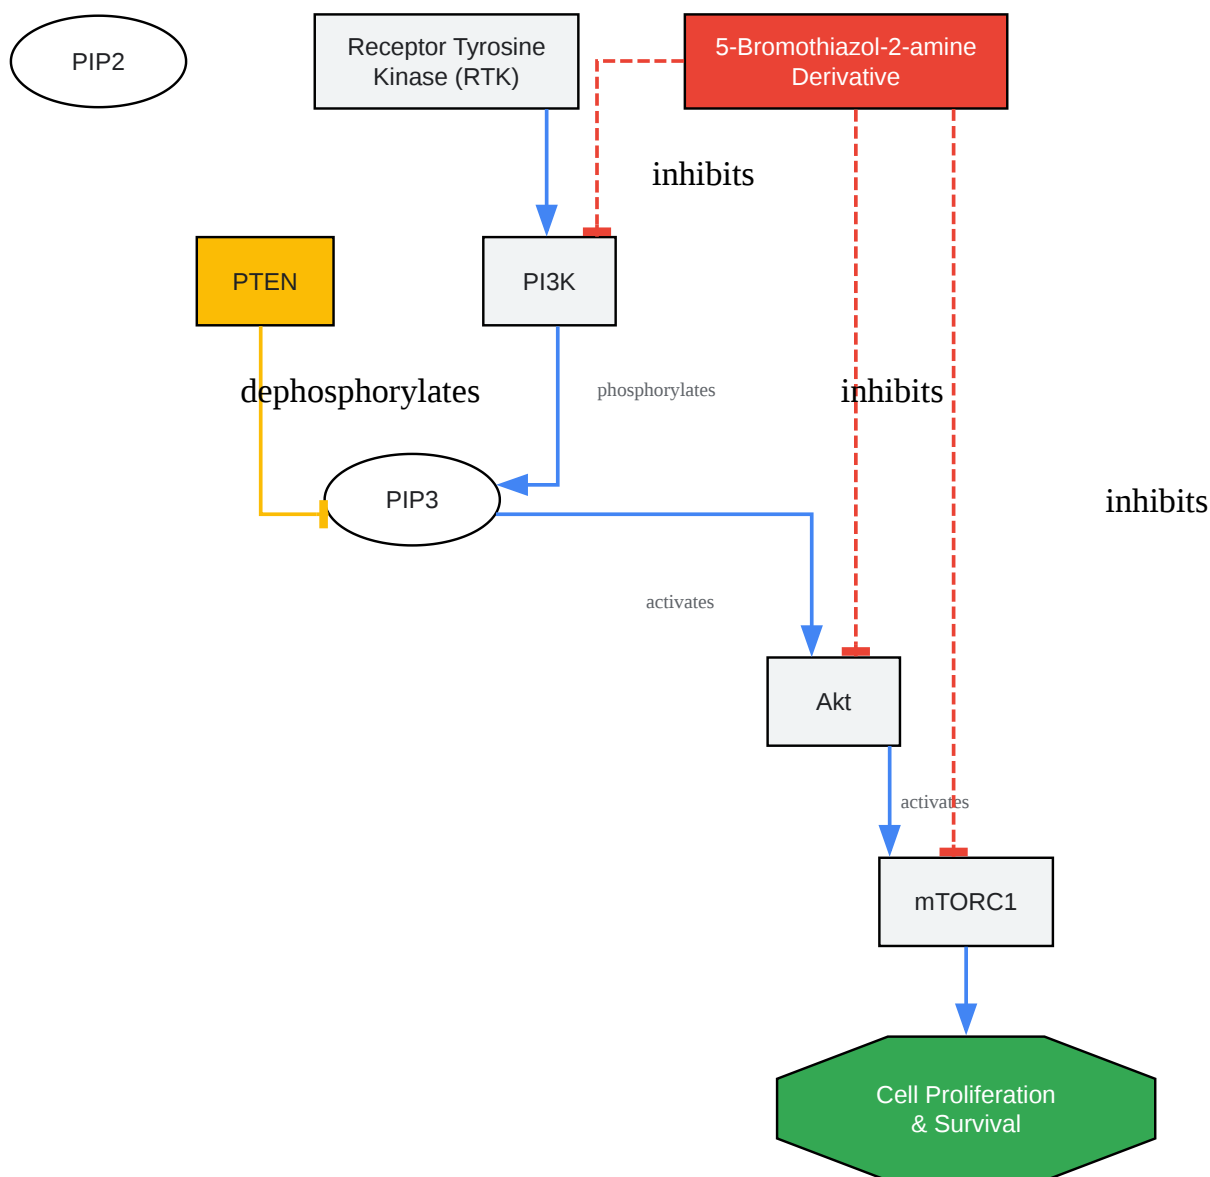 PIP2
Receptor Tyrosine
Kinase (RTK)
5-Bromothiazol-2-amine
Derivative
inhibits
PTEN
PI3K
dephosphorylates
phosphorylates
inhibits
PIP3
inhibits
activates
Akt
activates
mTORC1
Cell Proliferation
& Survival